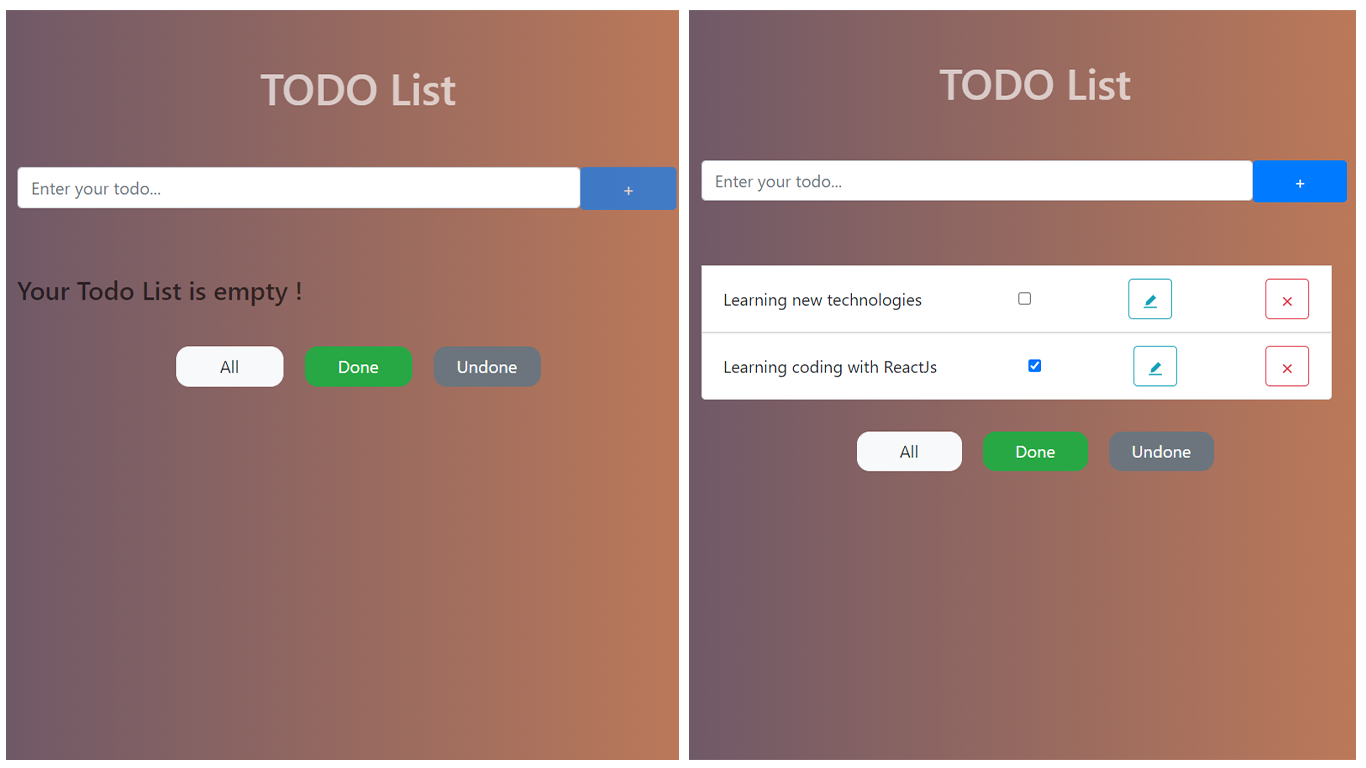 TODO List
Enter your todo...
+
Your Todo List is empty !
All
Done
Undone
TODO List
Enter your todo...
+
Learning new technologies
Learning coding with ReactJs
All
Done
Undone